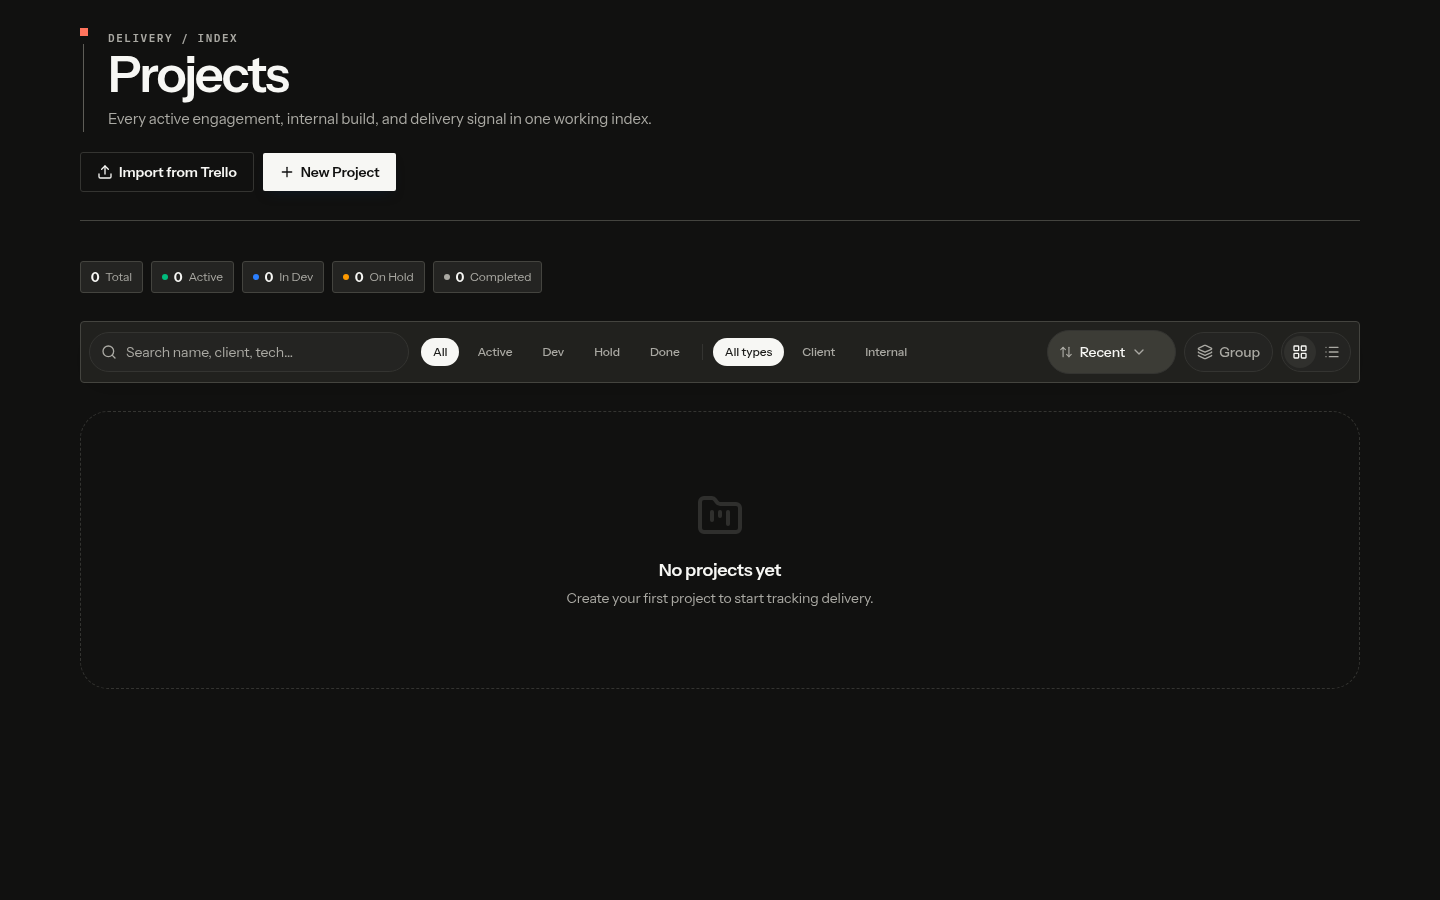 DELIVERY / INDEX
Projects
Every active engagement, internal build, and delivery signal in one working index.
Import from Trello New Project
0 Total 0 Active 0 In Dev 0 On Hold 0 Completed
Search name, client, tech... All Active Dev Hold Done All types Client Internal Recent Group
No projects yet
Create your first project to start tracking delivery.